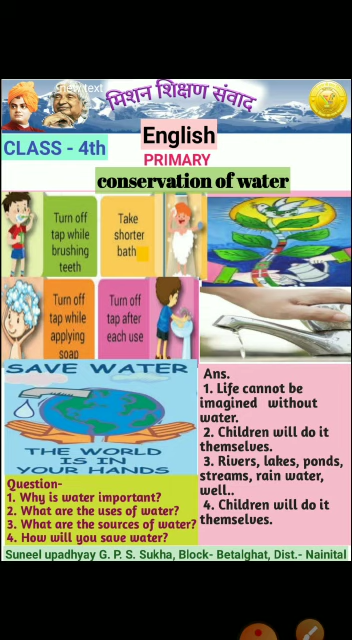 new text
मिशन शिक्षण संवाद
English
CLASS - 4th
PRIMARY
conservation of water
Turn off
tap while
brushing
teeth
Take
shorter
bath
Turn off
tap while
applying
soap
Turn off
tap after
each use
SAVE WATER
THE WORLD
IS IN
YOUR HANDS
Question-
1. Why is water important?
2. What are the uses of water?
3. What are the sources of water?
4. How will you save water?
Ans.
1. Life cannot be
imagined without
water.
2. Children will do it
themselves.
3. Rivers, lakes, ponds,
streams, rain water,
well..
4. Children will do it
themselves.
Suneel upadhyay G. P. S. Sukha, Block- Betalghat, Dist.- Nainital